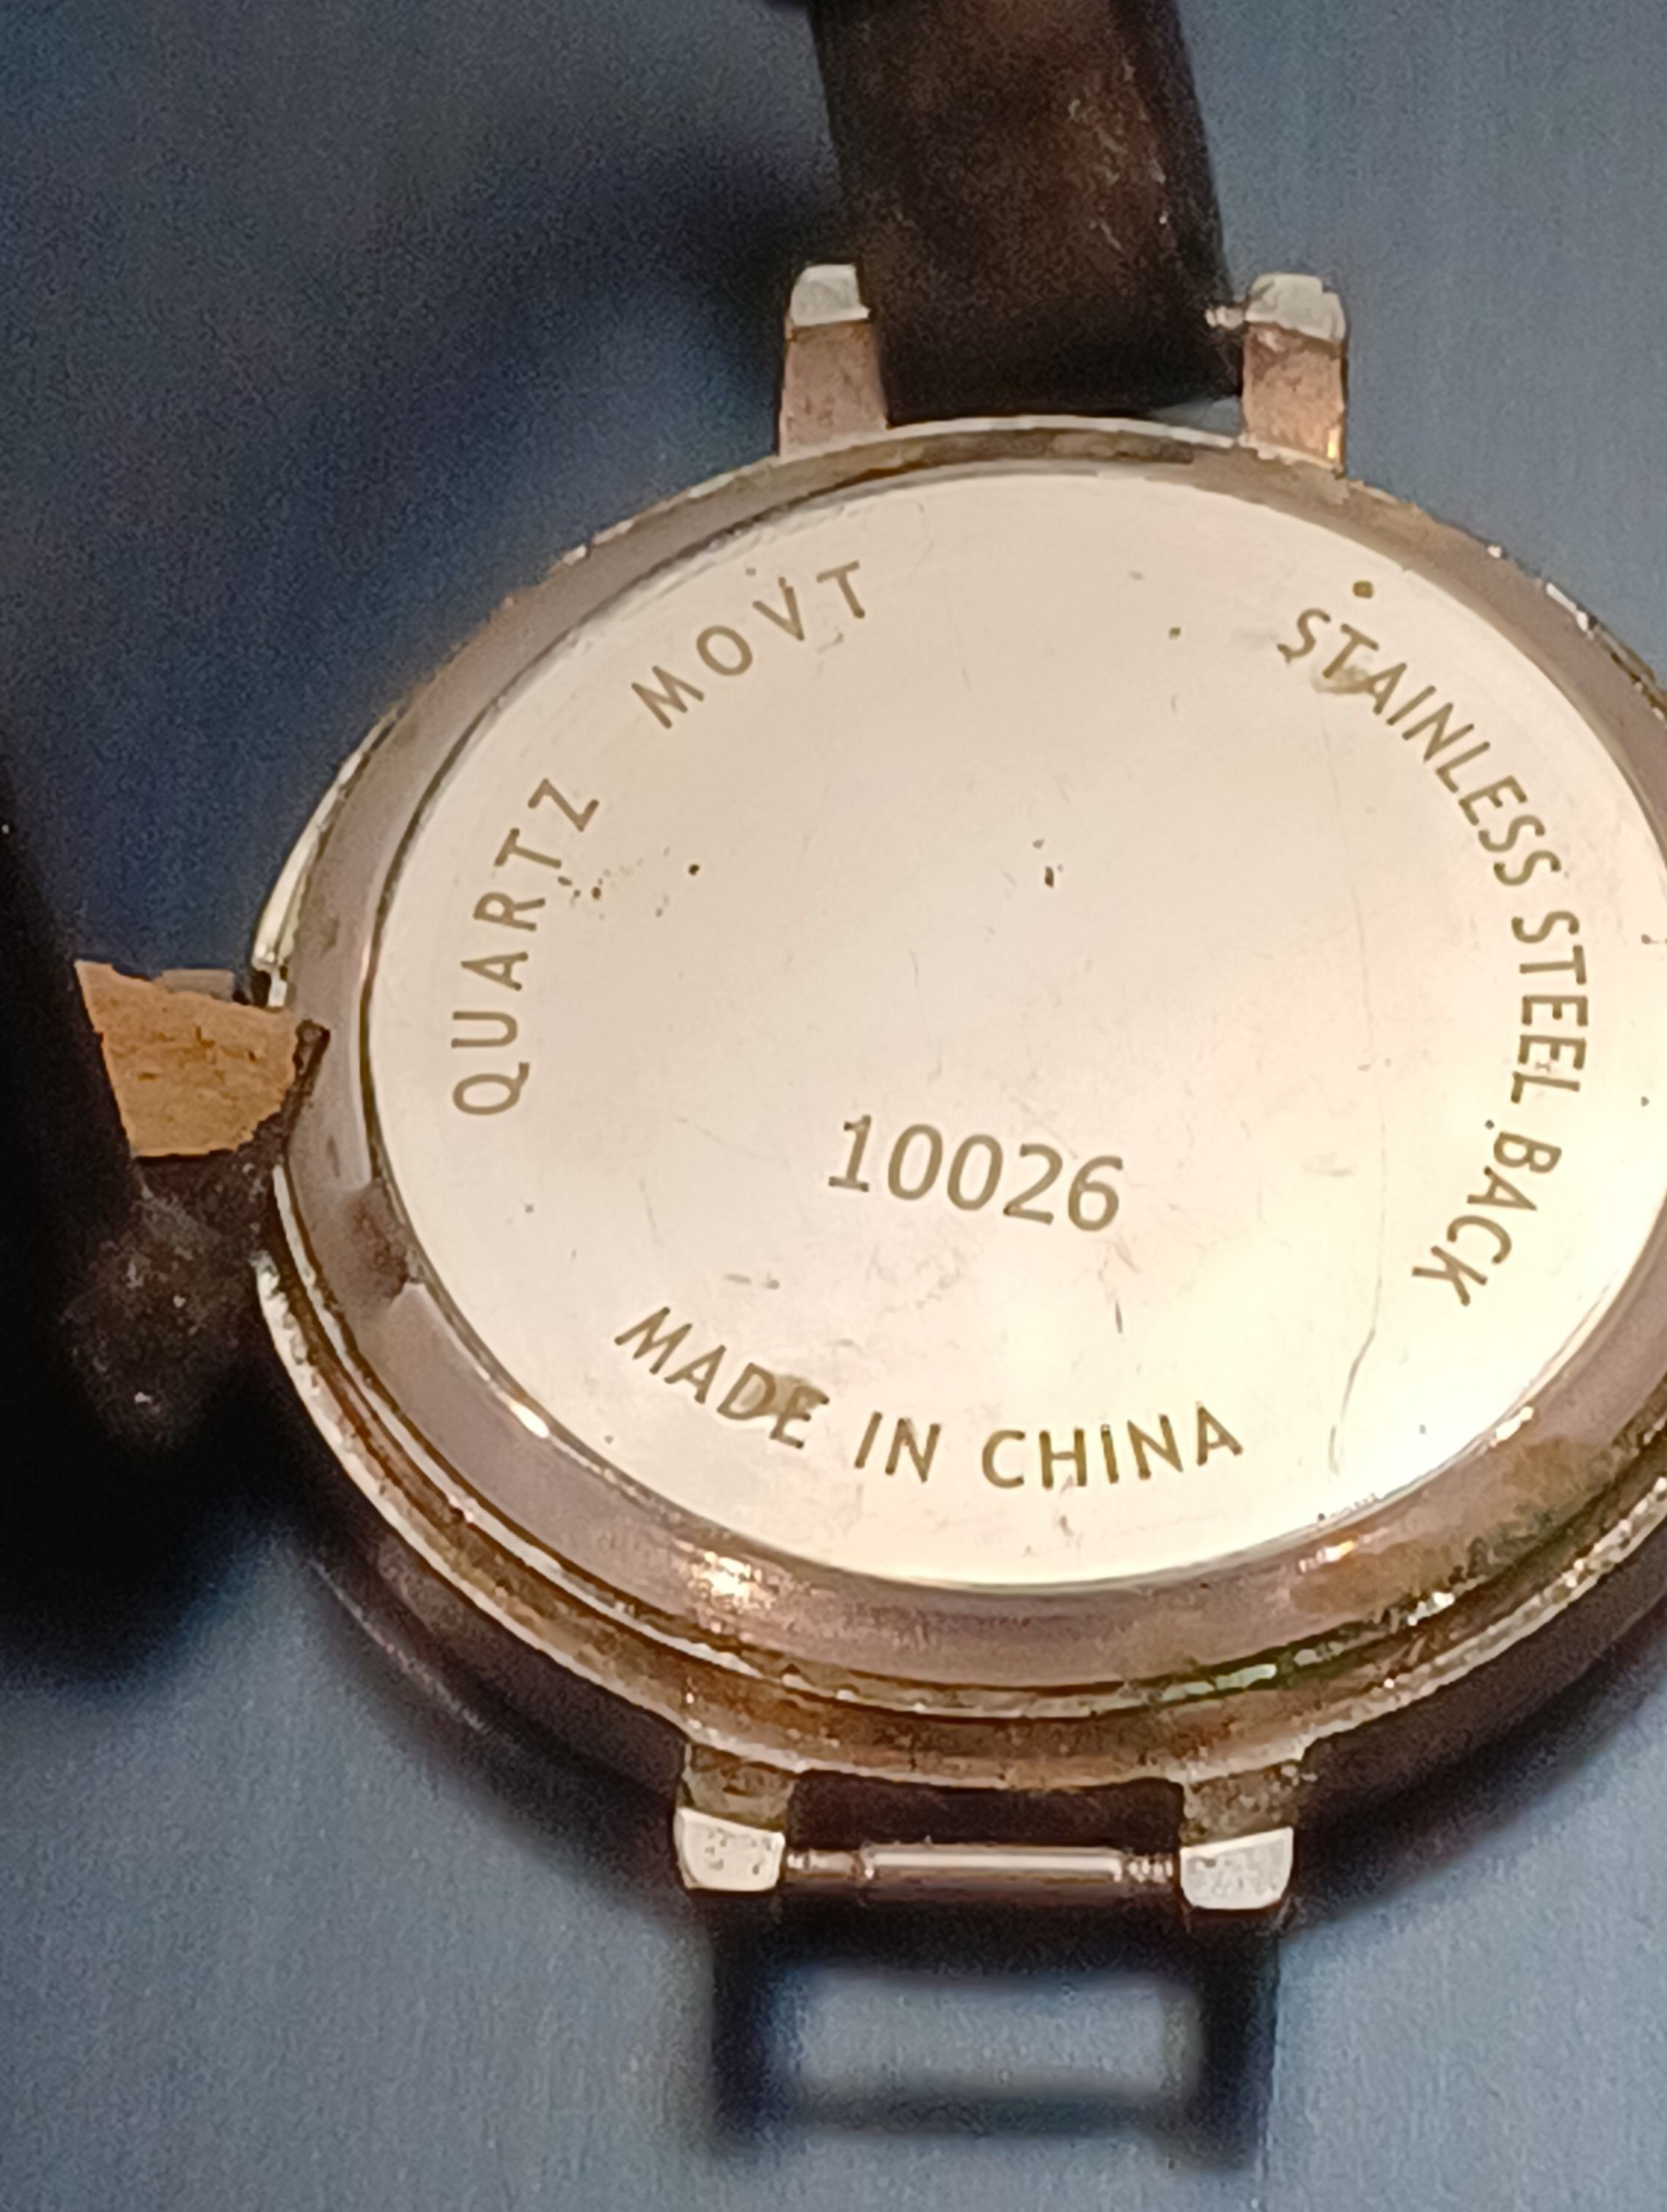 QUARTZ MOVT
STAINLESS STEEL BACK
10026
MADE IN CHINA